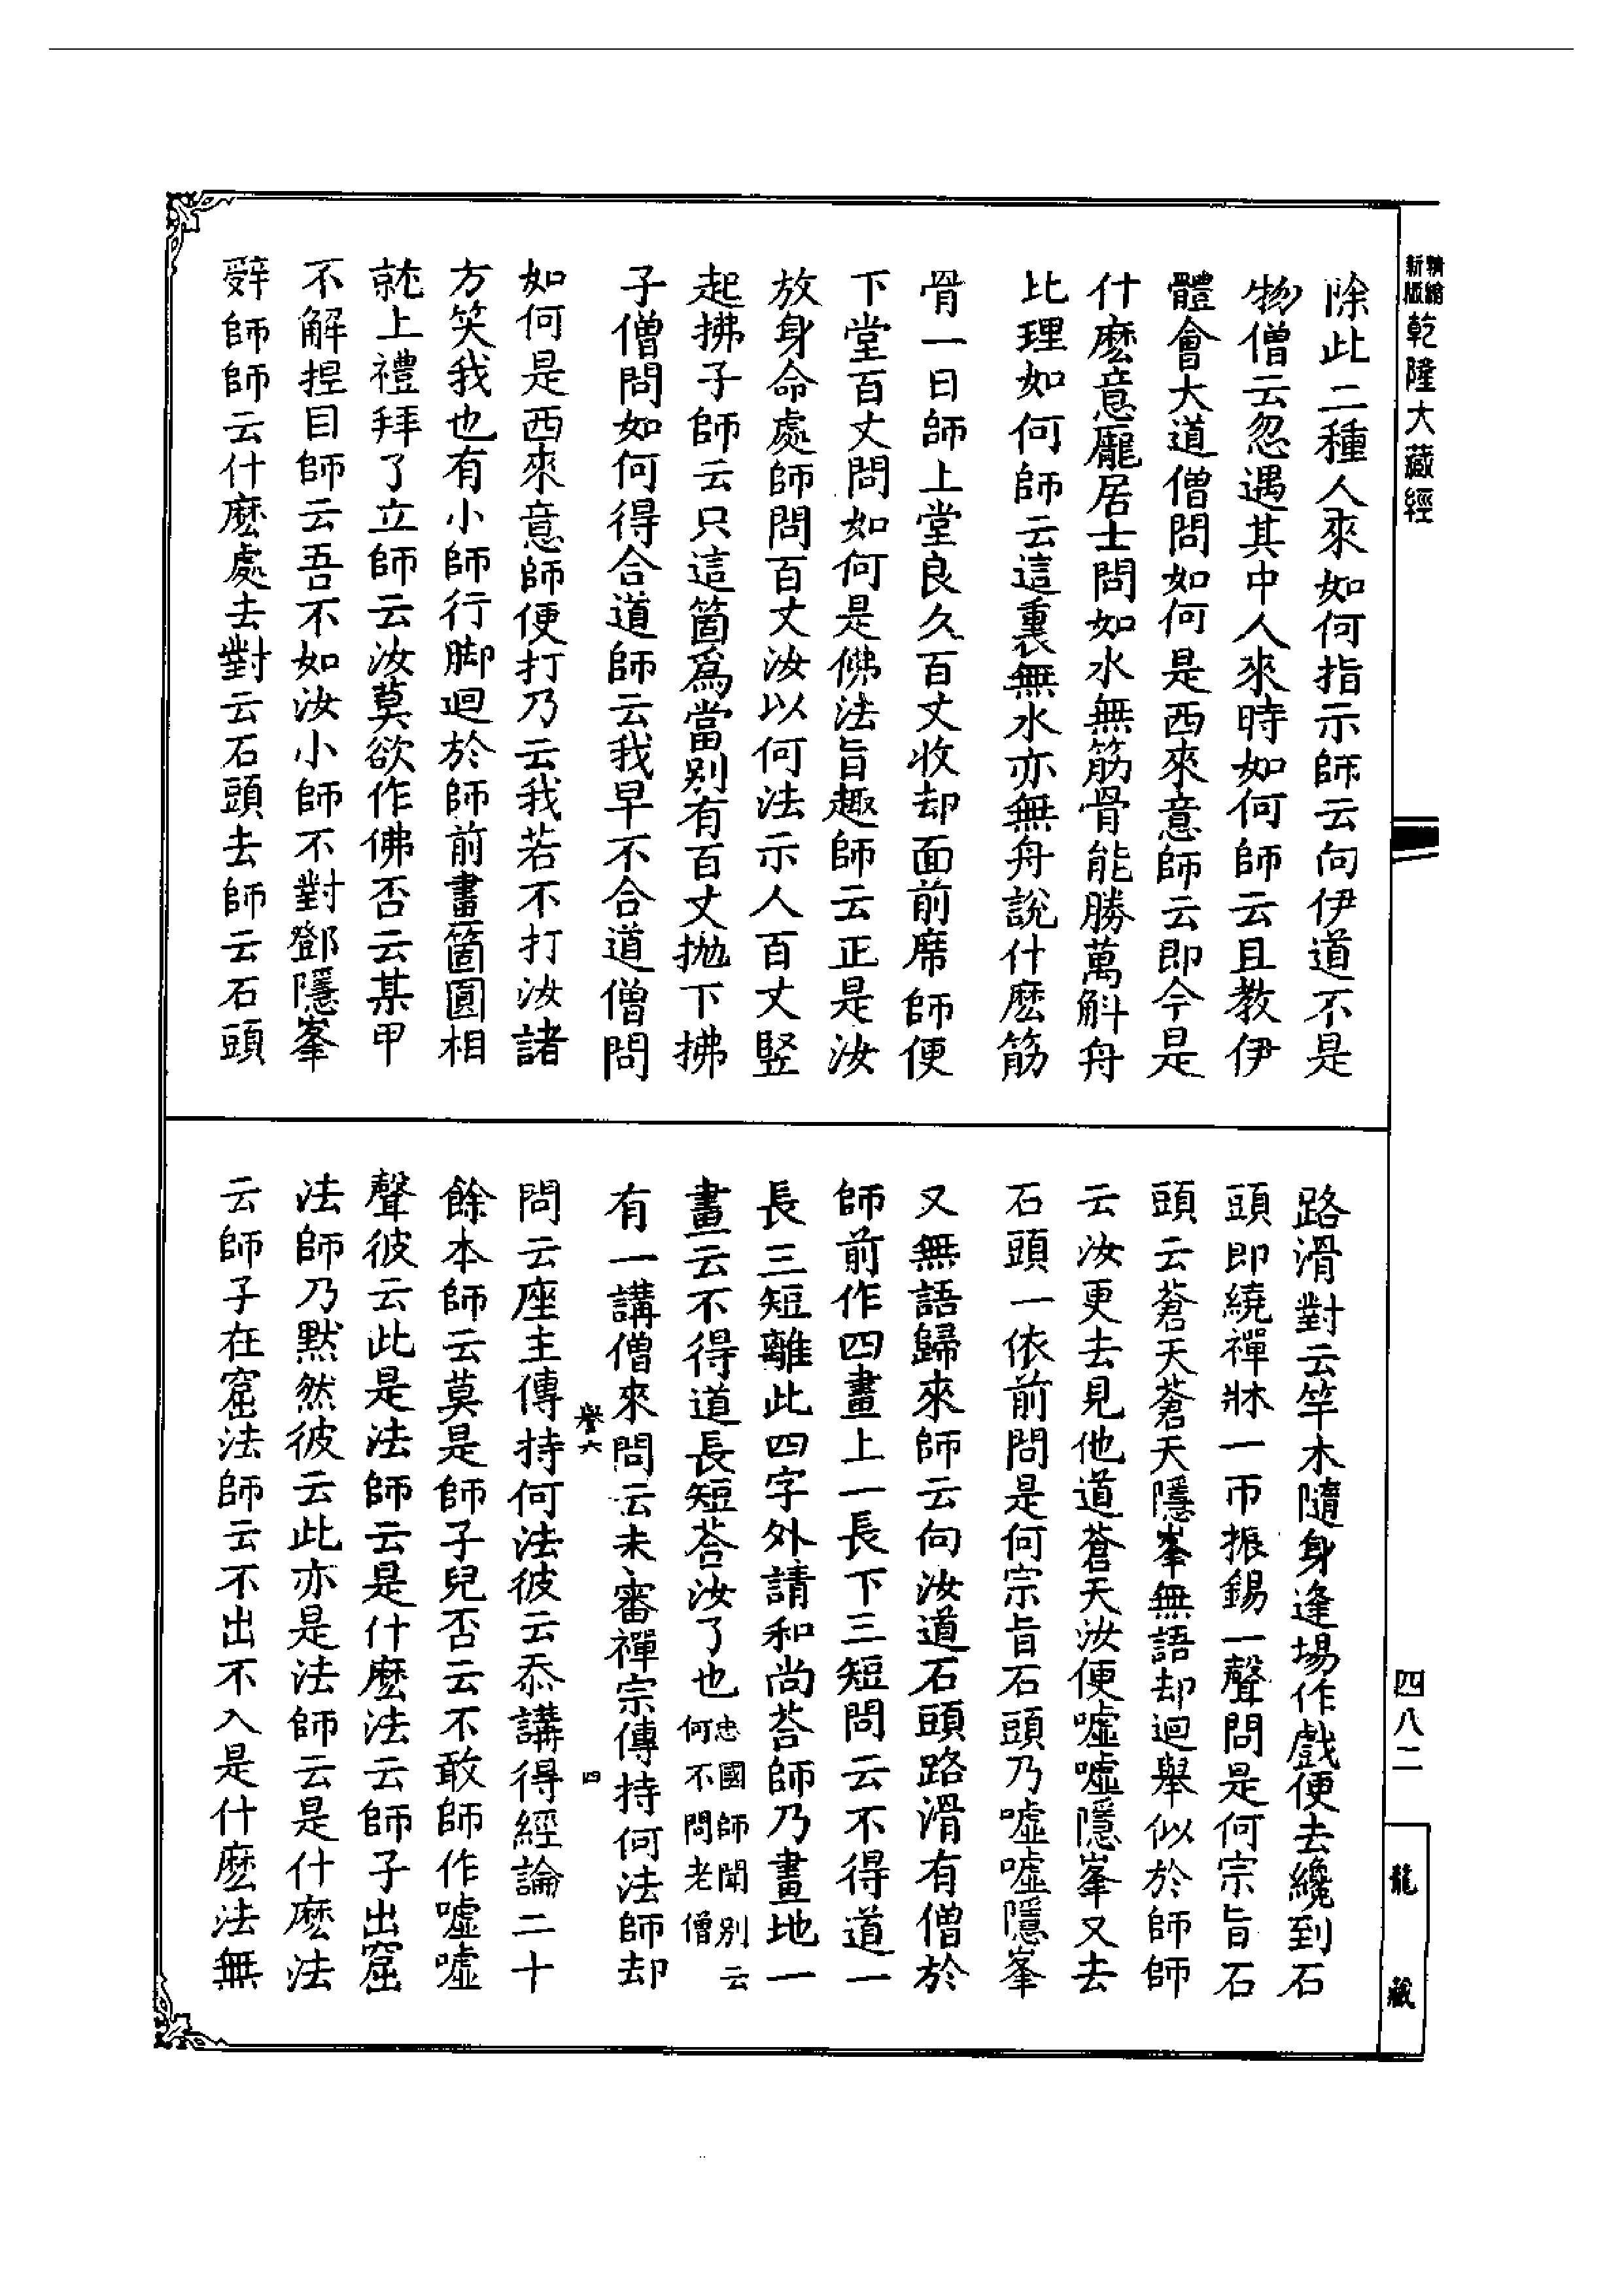 精繪
新版
乾隆大藏經
除此二種人來如何指示師云向伊道不是
物僧云忽遇其中人來時如何師云且教伊
體會大道僧問如何是西來意師云即今是
什麽意龐居士問如水無筋骨能勝萬斛舟
比理如何師云這裏無水亦無舟說什麽筋
骨一日師上堂良久百丈收却面前席師便
下堂百丈問如何是佛法旨趣師云正是汝
放身命處師問百丈汝以何法示人百丈竪
起拂子師云只這箇爲當別有百丈抛下拂
子僧問如何得合道師云我早不合道僧問
如何是西來意師便打乃云我若不打汝諸
方笑我也有小師行脚迴於師前畫箇圓相
就上禮拜了立師云汝莫欲作佛否云某甲
不解捏目師云吾不如汝小師不對鄧隱峯
辭師師云什麽處去對云石頭去師云石頭
路滑對云竿木隨身逢場作戲便去纔到石
頭即繞禪牀一帀振錫一聲問是何宗旨石
頭云蒼天蒼天隱峯無語却迴舉似於師師
云汝更去見他道蒼天汝便噓噓隱峯又去
石頭一依前問是何宗旨石頭乃噓噓隱峯
又無語歸來師云向汝道石頭路滑有僧於
師前作四畫上一長下三短問云不得道一
長三短離此四字外請和尚荅師乃畫地一
畫云不得道長短荅汝了也忠國師聞別云
何不問老僧
有一講僧來問云未審禪宗傳持何法師却
譽六 四
問云座主傳持何法彼云忝講得經論二十
餘本師云莫是師子兒否云不敢師作噓噓
聲彼云此是法師云是什麽法云師子出窟
法師乃默然彼云此亦是法師云是什麽法
云師子在窟法師云不出不入是什麽法無
四八二
龍藏